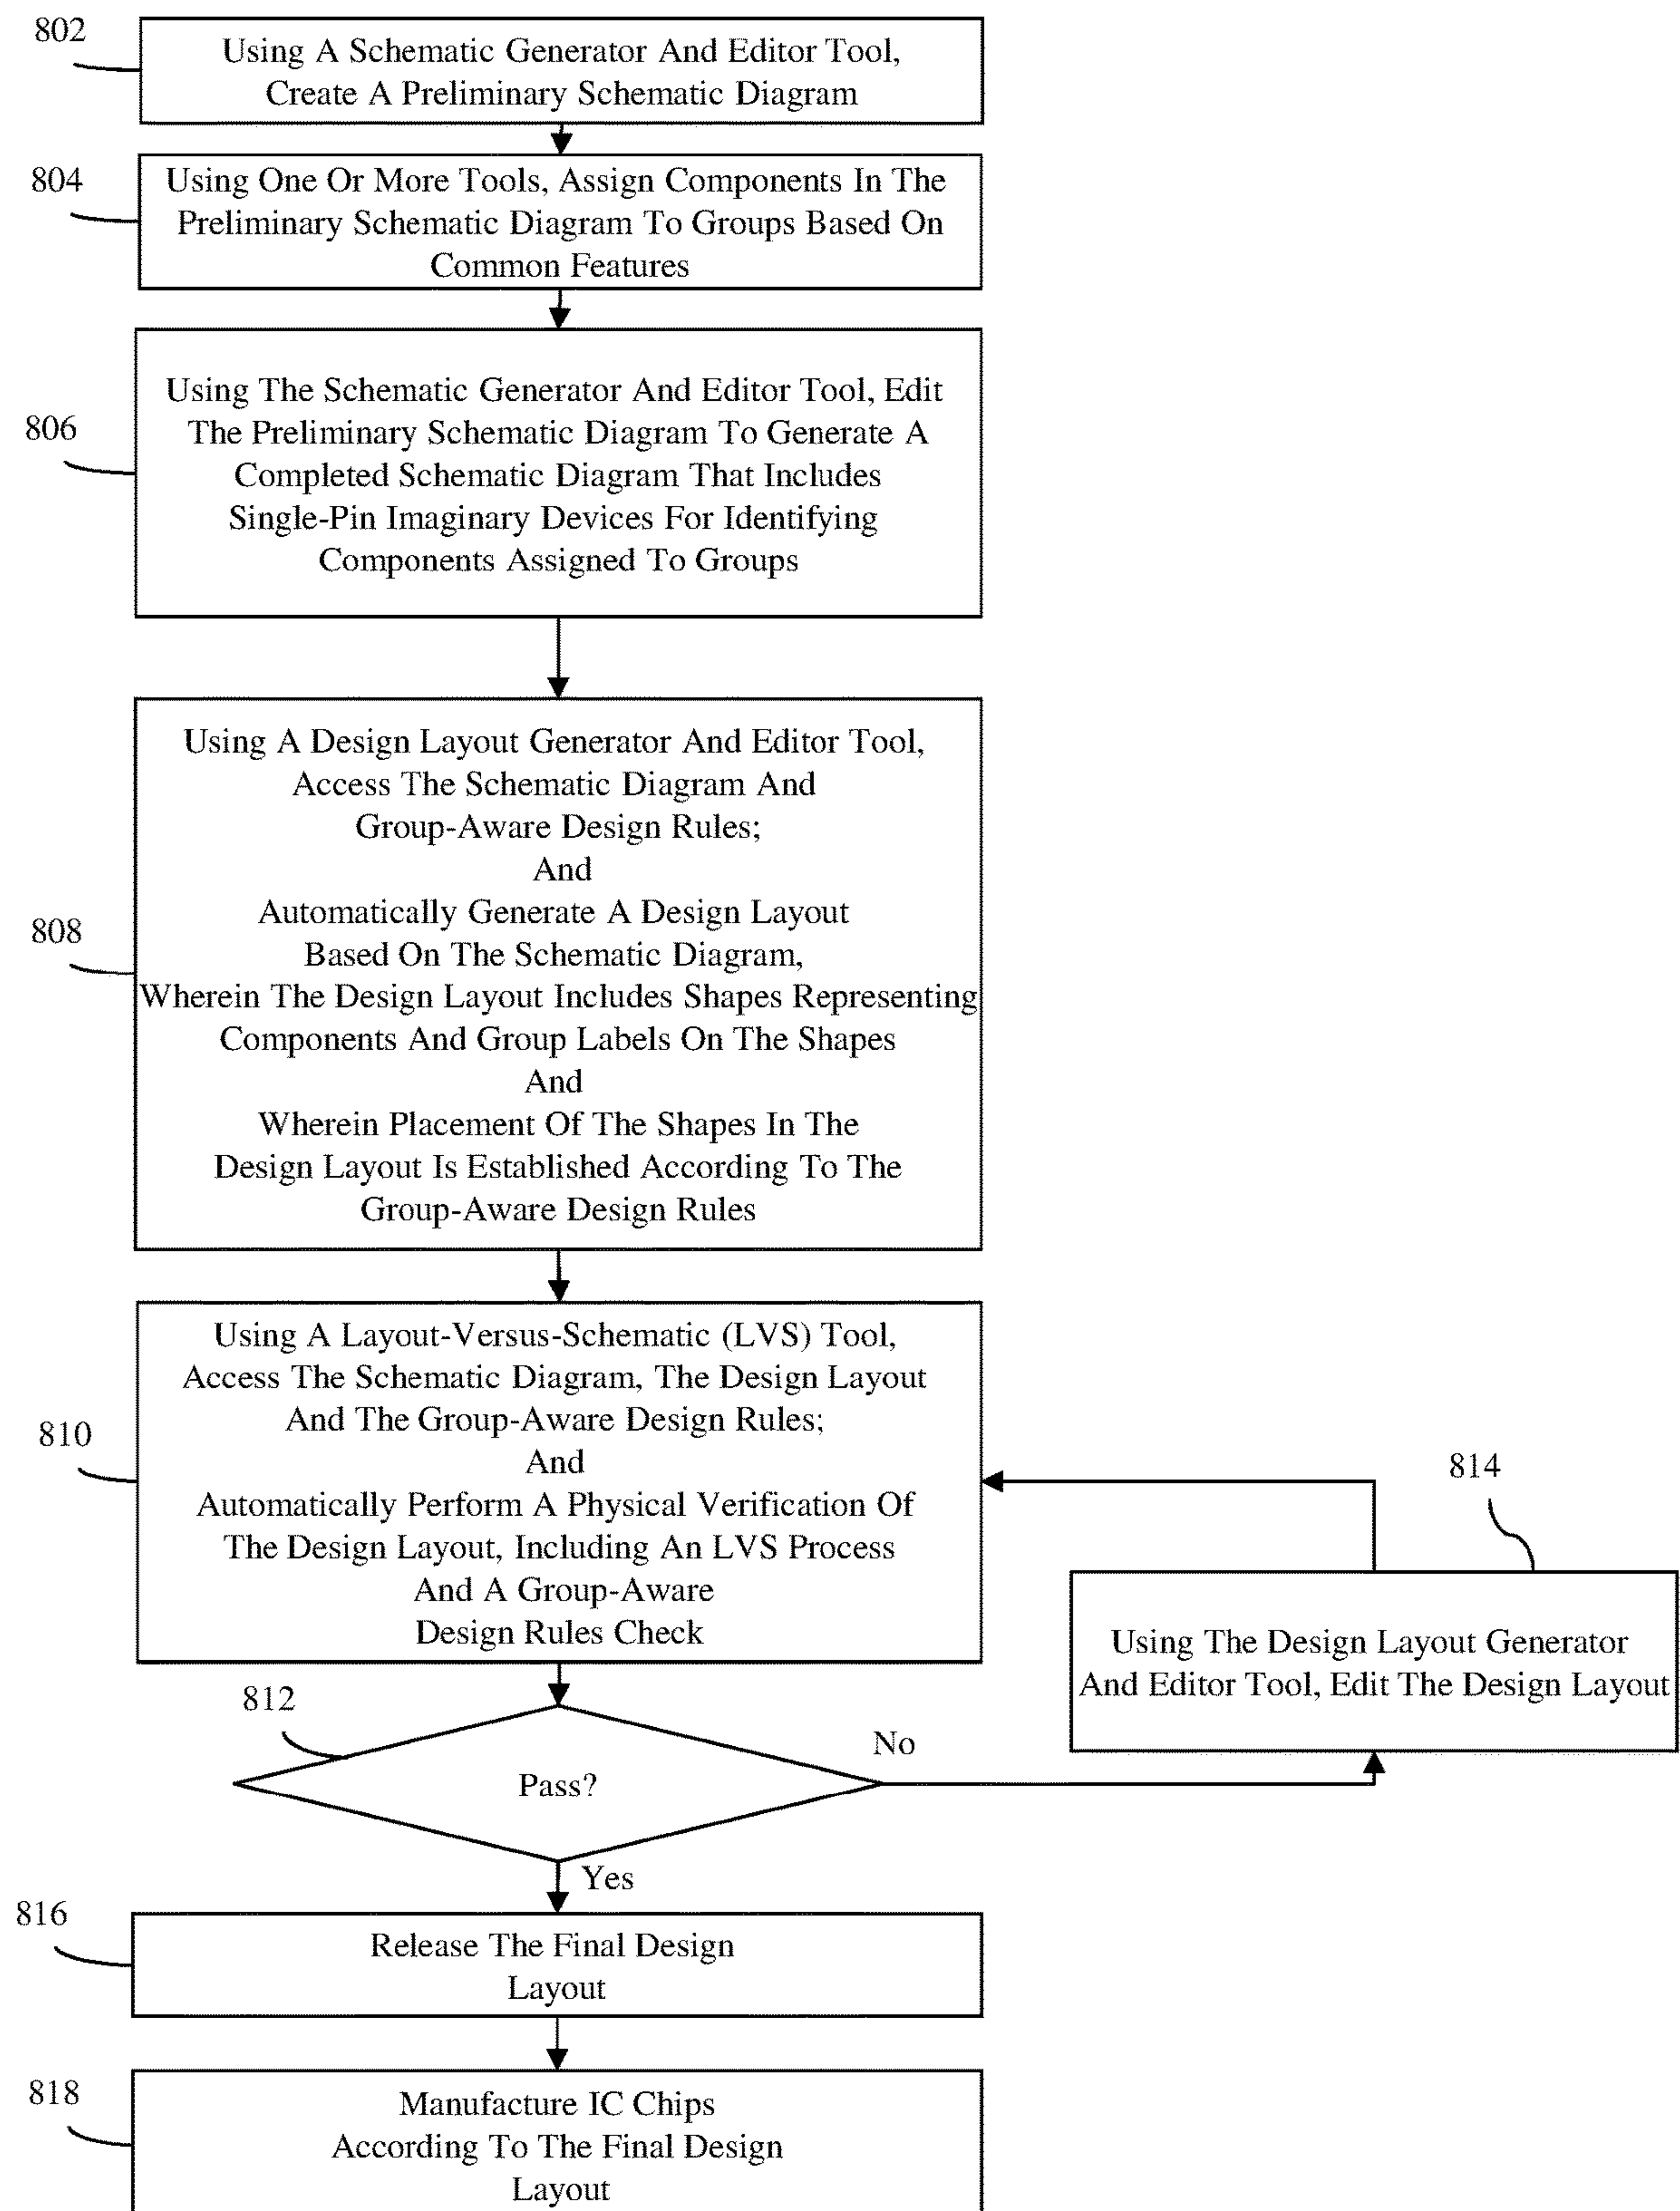 802
Using A Schematic Generator And Editor Tool,
Create A Preliminary Schematic Diagram
804
Using One Or More Tools, Assign Components In The
Preliminary Schematic Diagram To Groups Based On
Common Features
806
Using The Schematic Generator And Editor Tool, Edit
The Preliminary Schematic Diagram To Generate A
Completed Schematic Diagram That Includes
Single-Pin Imaginary Devices For Identifying
Components Assigned To Groups
808
Using A Design Layout Generator And Editor Tool,
Access The Schematic Diagram And
Group-Aware Design Rules;
And
Automatically Generate A Design Layout
Based On The Schematic Diagram,
Wherein The Design Layout Includes Shapes Representing
Components And Group Labels On The Shapes
And
Wherein Placement Of The Shapes In The
Design Layout Is Established According To The
Group-Aware Design Rules
810
Using A Layout-Versus-Schematic (LVS) Tool,
Access The Schematic Diagram, The Design Layout
And The Group-Aware Design Rules;
And
Automatically Perform A Physical Verification Of
The Design Layout, Including An LVS Process
And A Group-Aware
Design Rules Check
814
Using The Design Layout Generator
And Editor Tool, Edit The Design Layout
812
Pass?
No
Yes
816
Release The Final Design
Layout
818
Manufacture IC Chips
According To The Final Design
Layout